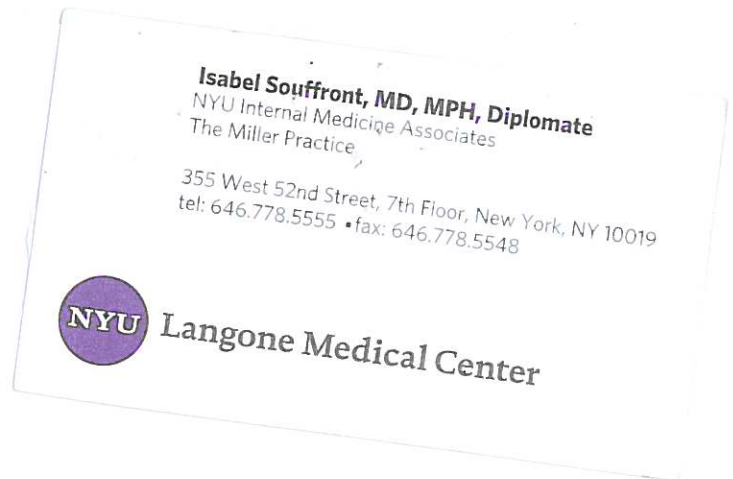 Isabel Souffront, MD, MPH, Diplomate
NYU Internal Medicine Associates
The Miller Practice
355 West 52nd Street, 7th Floor, New York, NY 10019
tel: 646.778.5555 • fax: 646.778.5548
NYU Langone Medical Center